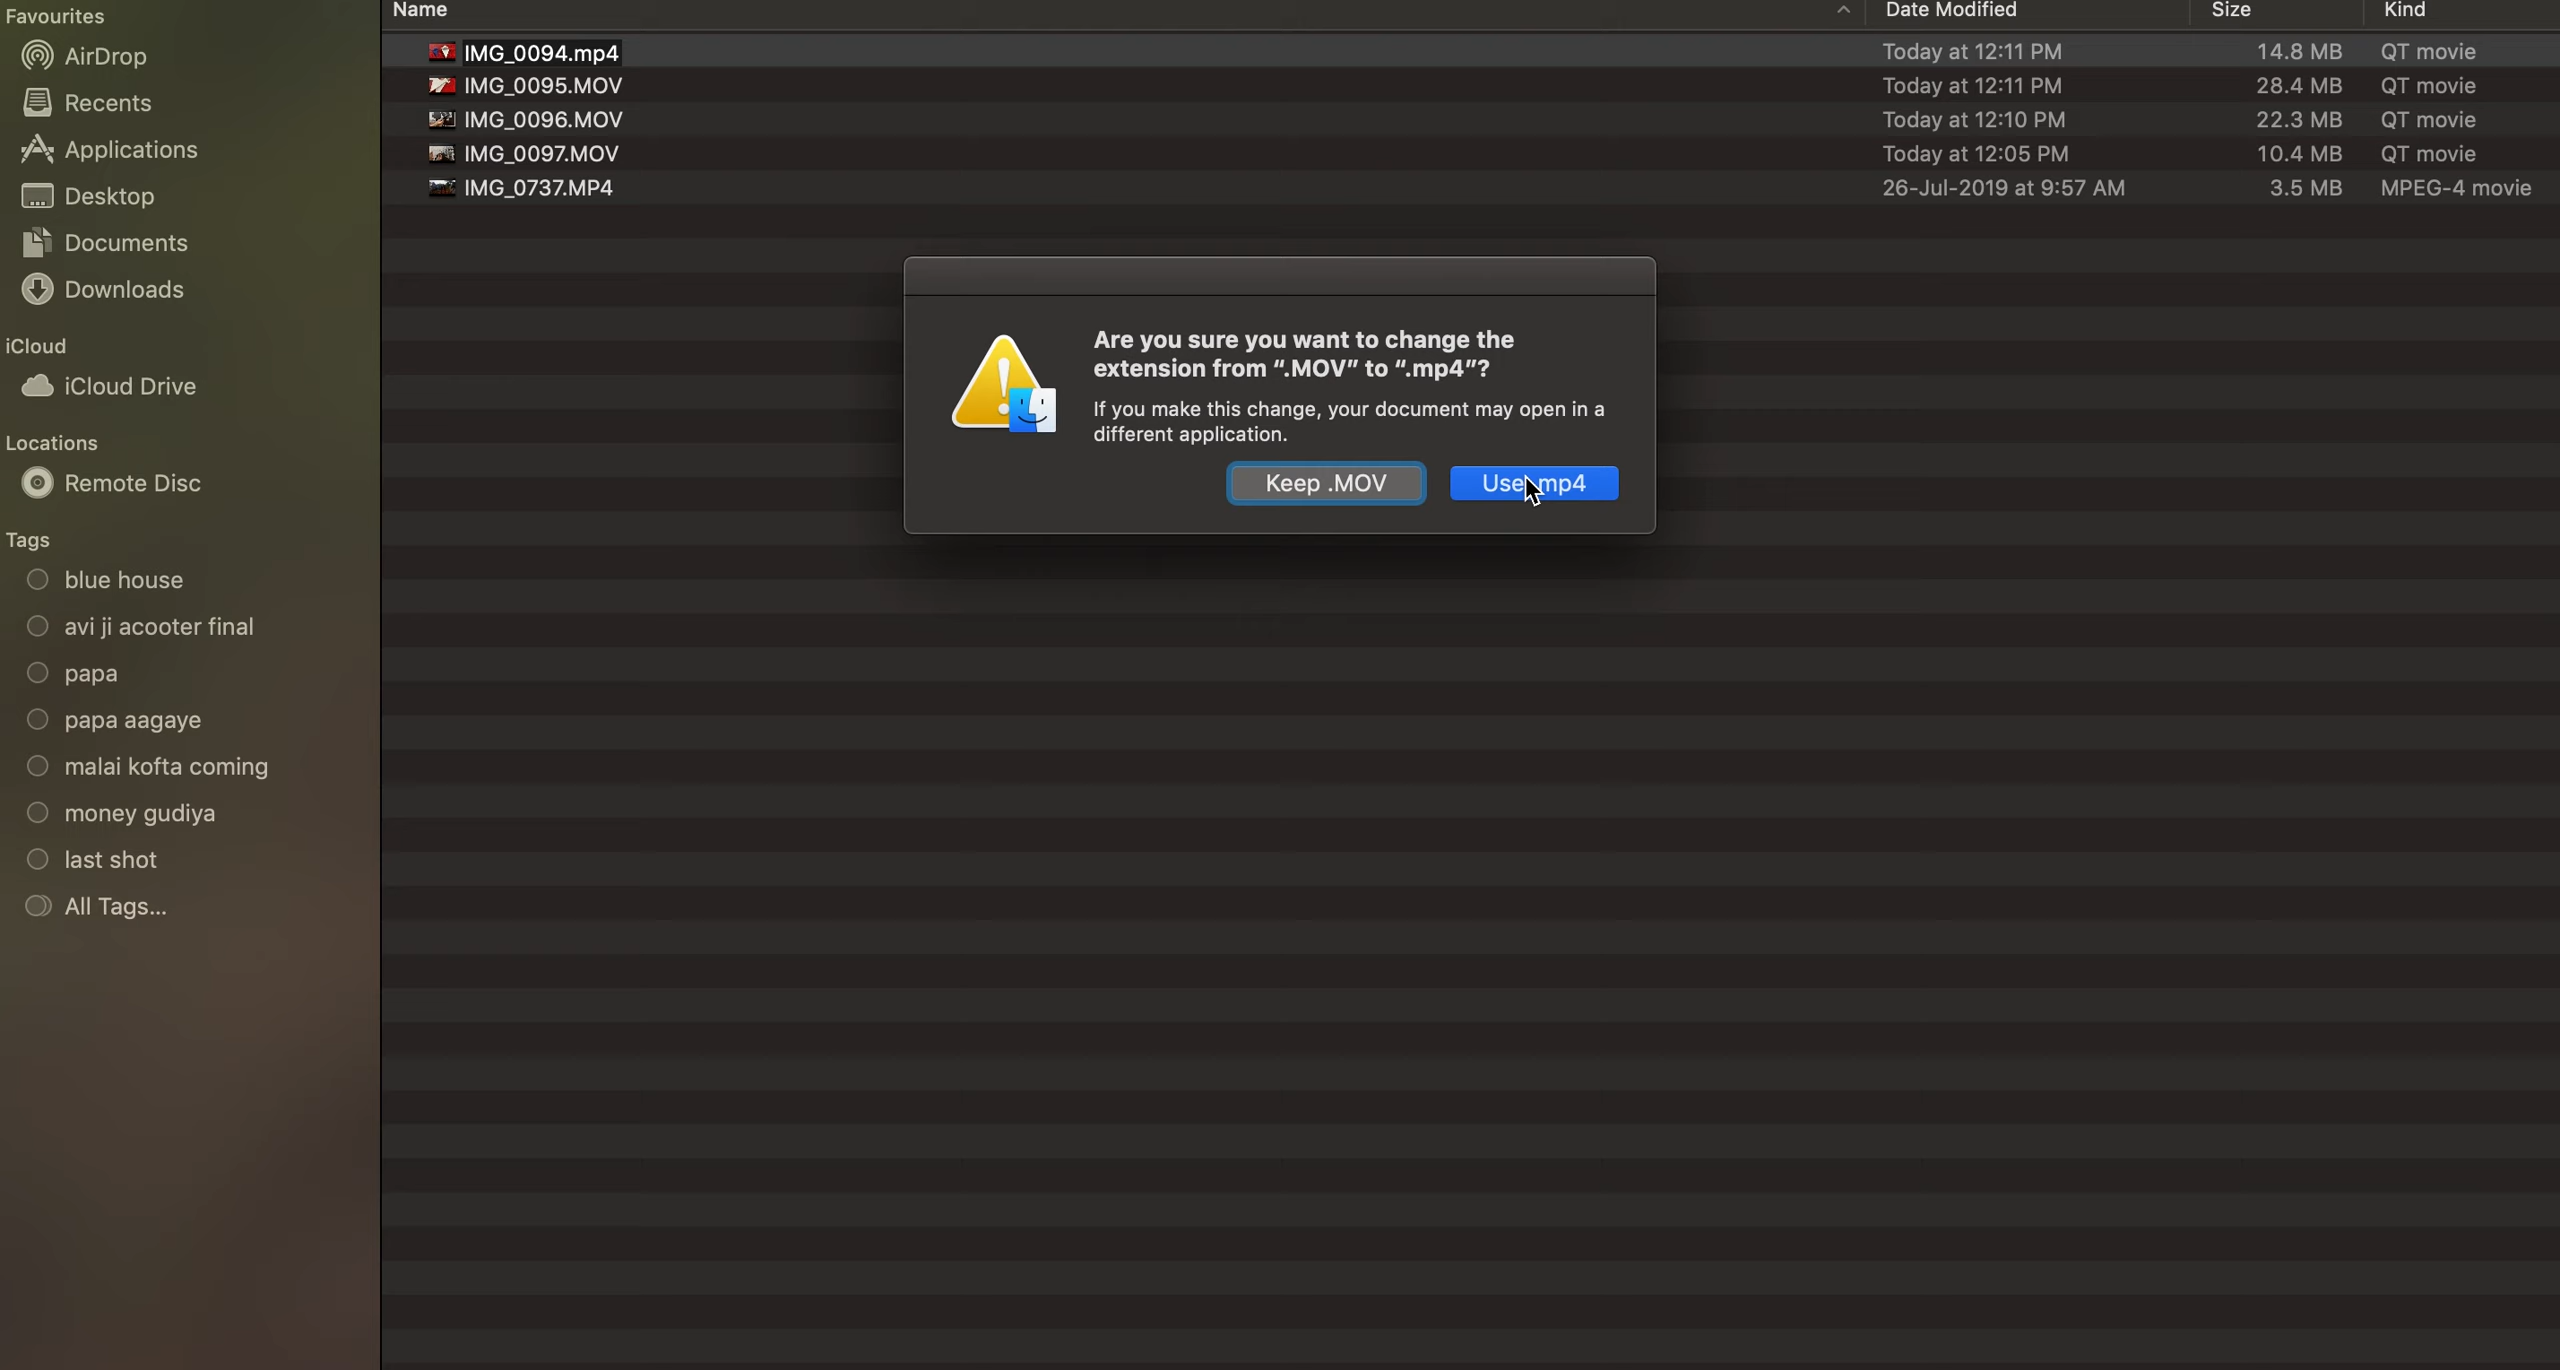 Favourites
AirDrop
Recents
Applications
Desktop
Documents
Downloads
iCloud
iCloud Drive
Locations
Remote Disc
Tags
blue house
avi ji acooter final
papa
papa aagaye
malai kofta coming
money gudiya
last shot
All Tags...
Name Date Modified Size Kind
IMG_0094.mp4 Today at 12:11 PM 14.8 MB QT movie
IMG_0095.MOV Today at 12:11 PM 28.4 MB QT movie
IMG_0096.MOV Today at 12:10 PM 22.3 MB QT movie
IMG_0097.MOV Today at 12:05 PM 10.4 MB QT movie
IMG_0737.MP4 26-Jul-2019 at 9:57 AM 3.5 MB MPEG-4 movie
Are you sure you want to change the
extension from “.MOV” to “.mp4”?
If you make this change, your document may open in a
different application.
Keep .MOV Use .mp4